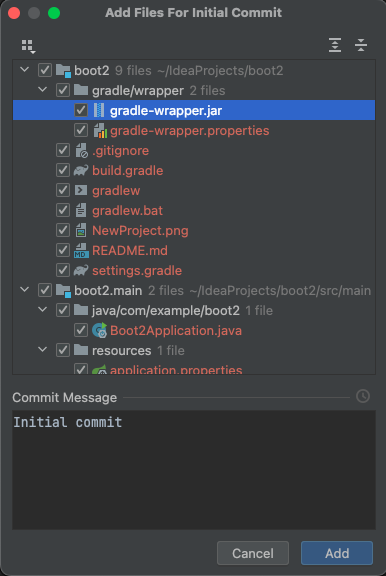 Add Files For Initial Commit
boot2 9 files ~/IdeaProjects/boot2
gradle/wrapper 2 files
gradle-wrapper.jar
gradle-wrapper.properties
.gitignore
build.gradle
gradlew
gradlew.bat
NewProject.png
README.md
settings.gradle
boot2.main 2 files ~/IdeaProjects/boot2/src/main
java/com/example/boot2 1 file
Boot2Application.java
resources 1 file
application.properties
Commit Message
Initial commit
Cancel Add